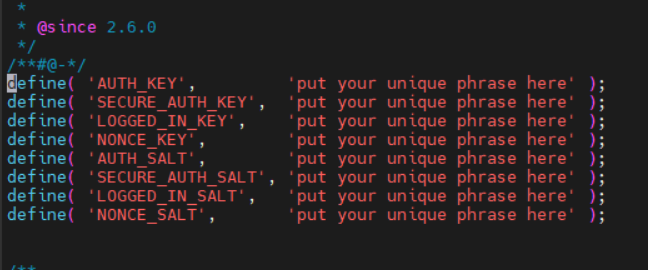 *
* @since 2.6.0
*/
/**#@-*/
define( 'AUTH_KEY', 'put your unique phrase here' );
define( 'SECURE_AUTH_KEY', 'put your unique phrase here' );
define( 'LOGGED_IN_KEY', 'put your unique phrase here' );
define( 'NONCE_KEY', 'put your unique phrase here' );
define( 'AUTH_SALT', 'put your unique phrase here' );
define( 'SECURE_AUTH_SALT', 'put your unique phrase here' );
define( 'LOGGED_IN_SALT', 'put your unique phrase here' );
define( 'NONCE_SALT', 'put your unique phrase here' );
/**